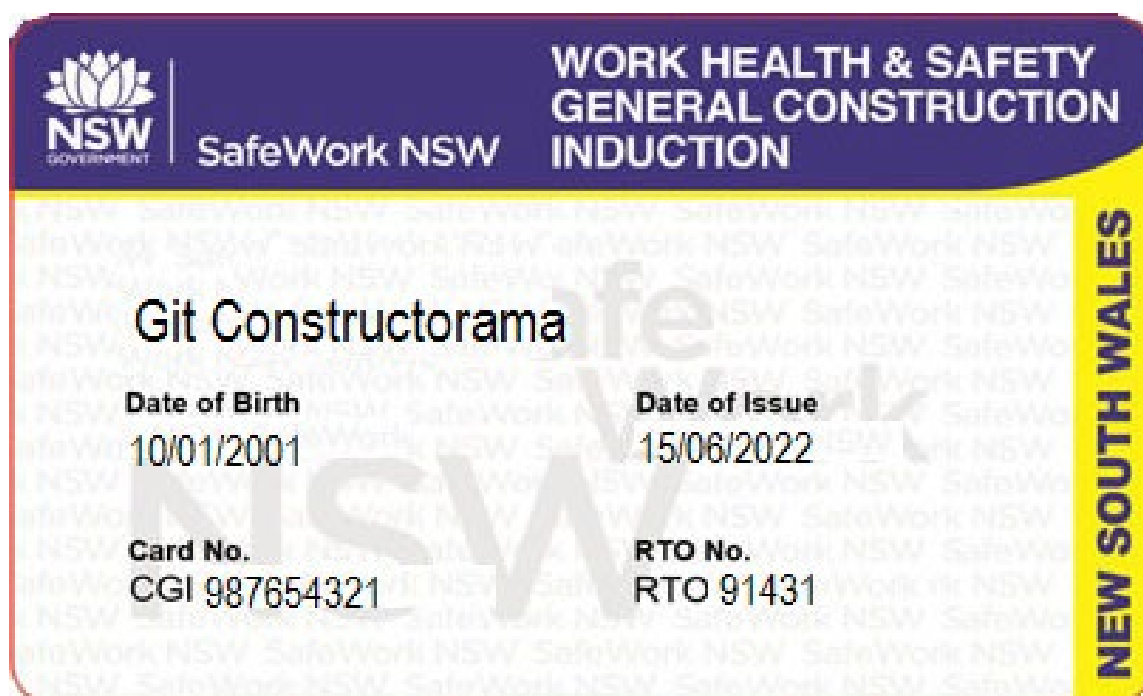 NSW
GOVERNMENT
SafeWork NSW
WORK HEALTH & SAFETY
GENERAL CONSTRUCTION
INDUCTION
Git Constructorama
Date of Birth
10/01/2001
Date of Issue
15/06/2022
Card No.
CGI 987654321
RTO No.
RTO 91431
NEW SOUTH WALES